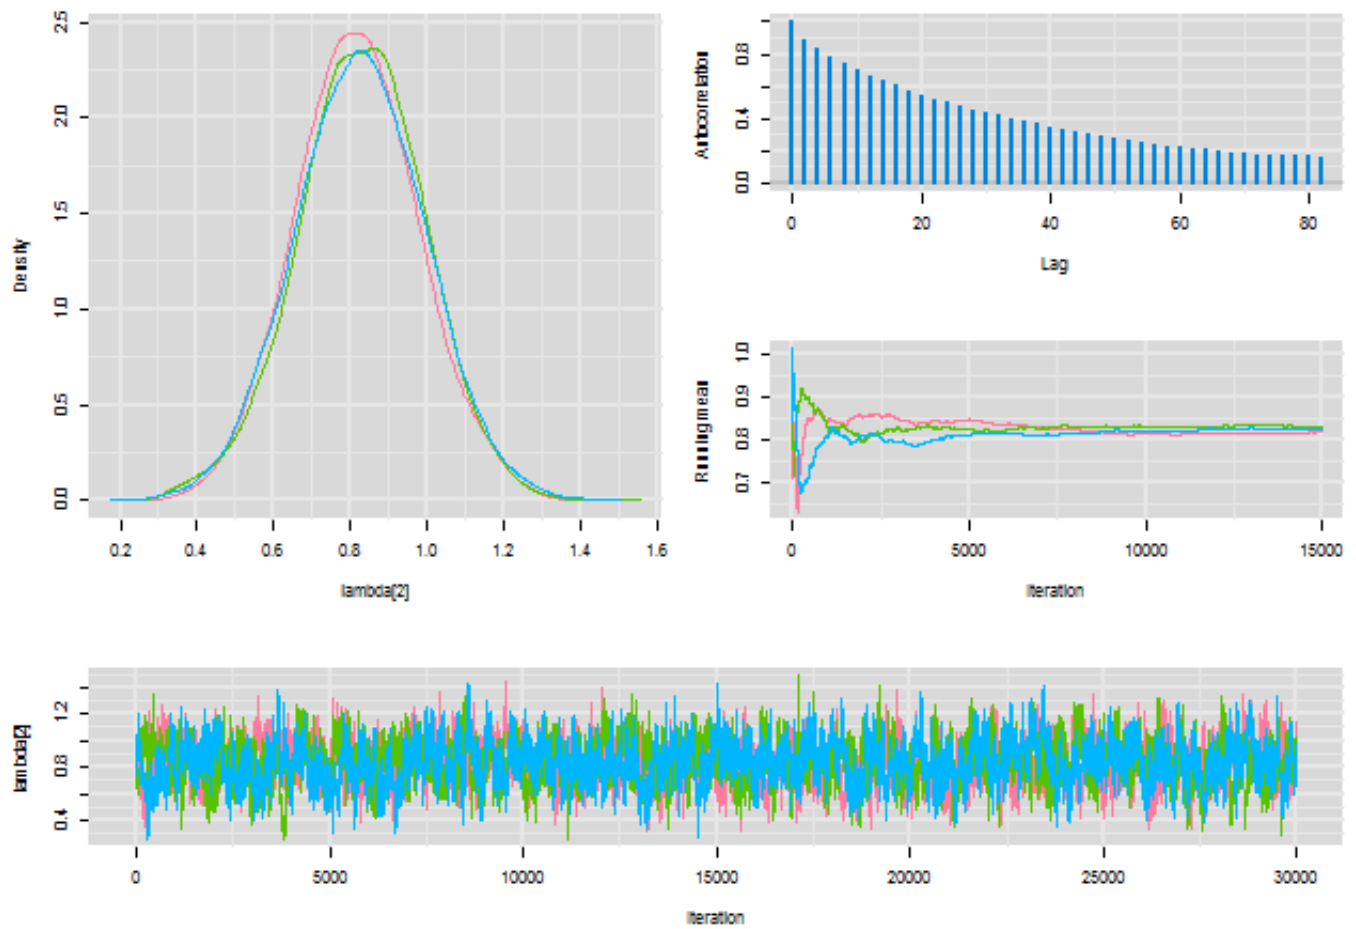 Density
2.5
2.0
1.5
1.0
0.5
0.0
0.2 0.4 0.6 0.8 1.0 1.2 1.4 1.6
lambda[2]
Autocorrelation
0.8
0.4
0.0
0 20 40 60 80
Lag
Running mean
1.0
0.9
0.8
0.7
0 5000 10000 15000
Iteration
lambda[2]
1.2
0.8
0.4
0 5000 10000 15000 20000 25000 30000
Iteration